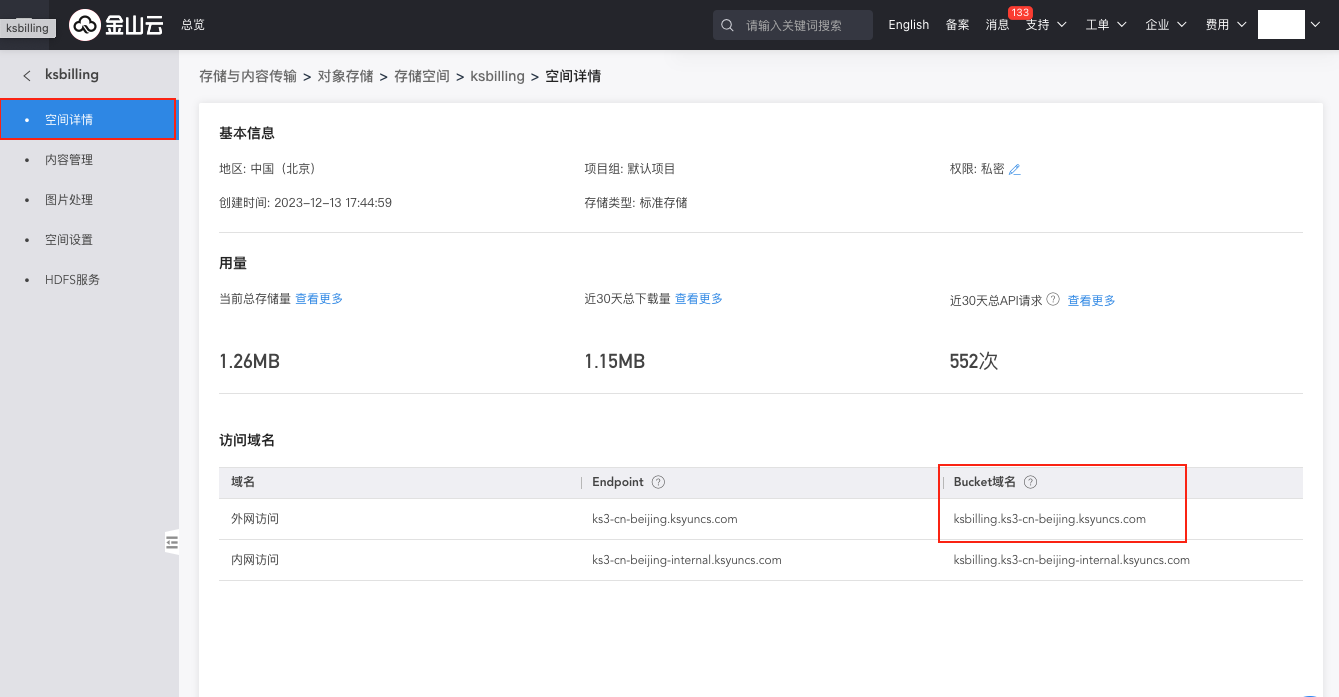 ksbilling
金山云
总览
请输入关键词搜索
English
备案
消息
133
支持
工单
企业
费用
ksbilling
空间详情
内容管理
图片处理
空间设置
HDFS服务
存储与内容传输 > 对象存储 > 存储空间 > ksbilling > 空间详情
基本信息
地区: 中国（北京）
项目组: 默认项目
权限: 私密
创建时间: 2023-12-13 17:44:59
存储类型: 标准存储
用量
当前总存储量 查看更多
近30天总下载量 查看更多
近30天总API请求 ? 查看更多
1.26MB
1.15MB
552次
访问域名
域名 Endpoint ? Bucket域名 ?
外网访问 ks3-cn-beijing.ksyuncs.com ksbilling.ks3-cn-beijing.ksyuncs.com
内网访问 ks3-cn-beijing-internal.ksyuncs.com ksbilling.ks3-cn-beijing-internal.ksyuncs.com